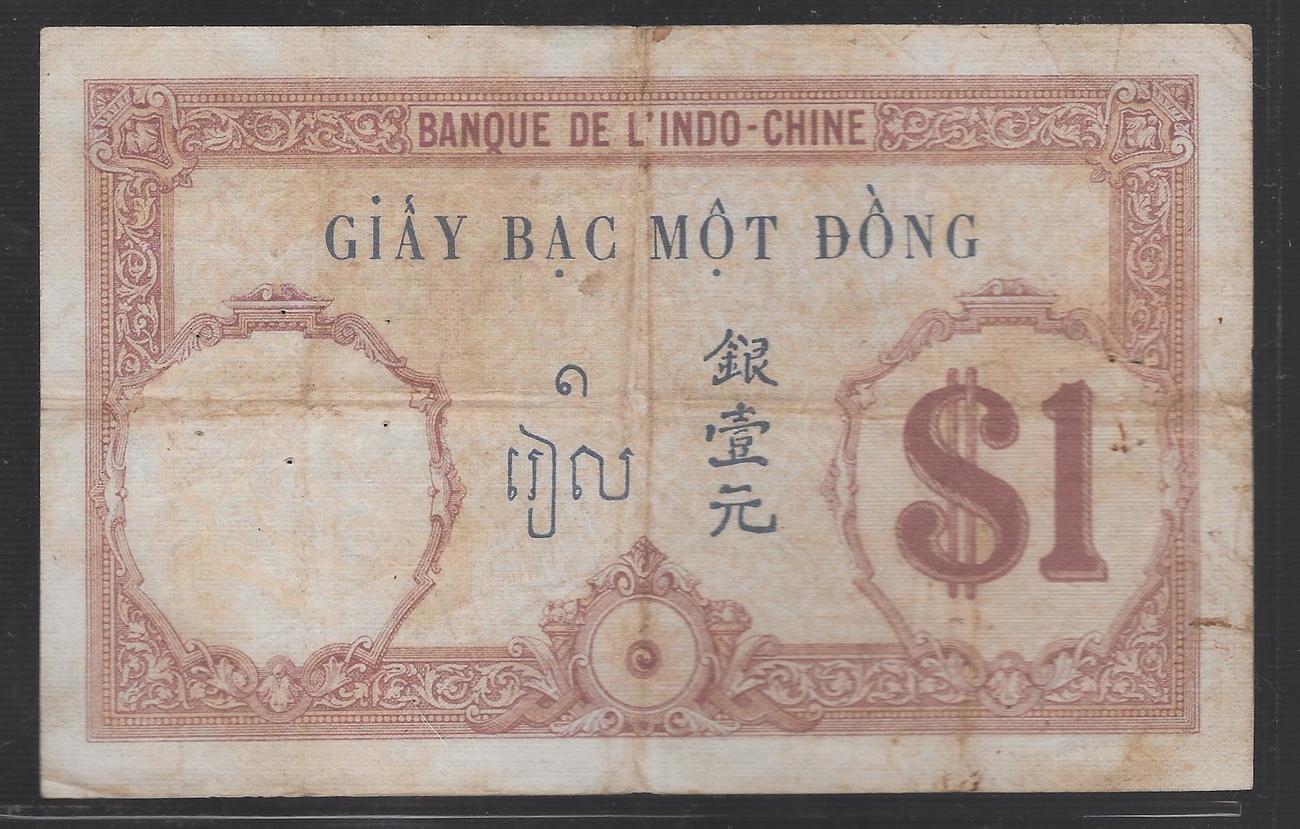 BANQUE DE L'INDO-CHINE
GIẤY BẠC MỘT ĐỒNG
១
រៀល
銀壹元
$1